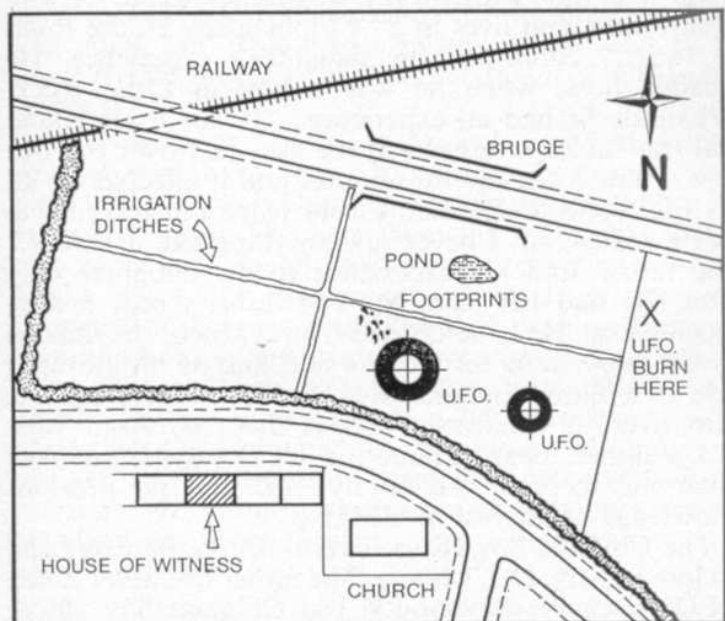 RAILWAY
BRIDGE
N
IRRIGATION
DITCHES
POND
FOOTPRINTS
X
U.F.O.
BURN
HERE
U.F.O.
U.F.O.
HOUSE OF WITNESS
CHURCH